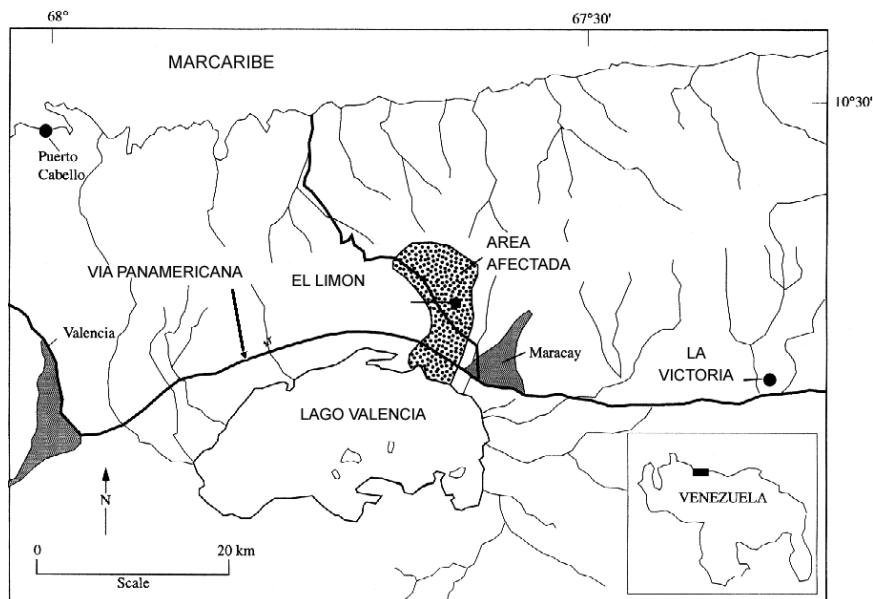 68°
67°30'
MARCARIBE
10°30'
Puerto
Cabello
AREA
AFECTADA
VIA PANAMERICANA
EL LIMON
Valencia
Maracay
LA
VICTORIA
LAGO VALENCIA
N
VENEZUELA
0
20 km
Scale